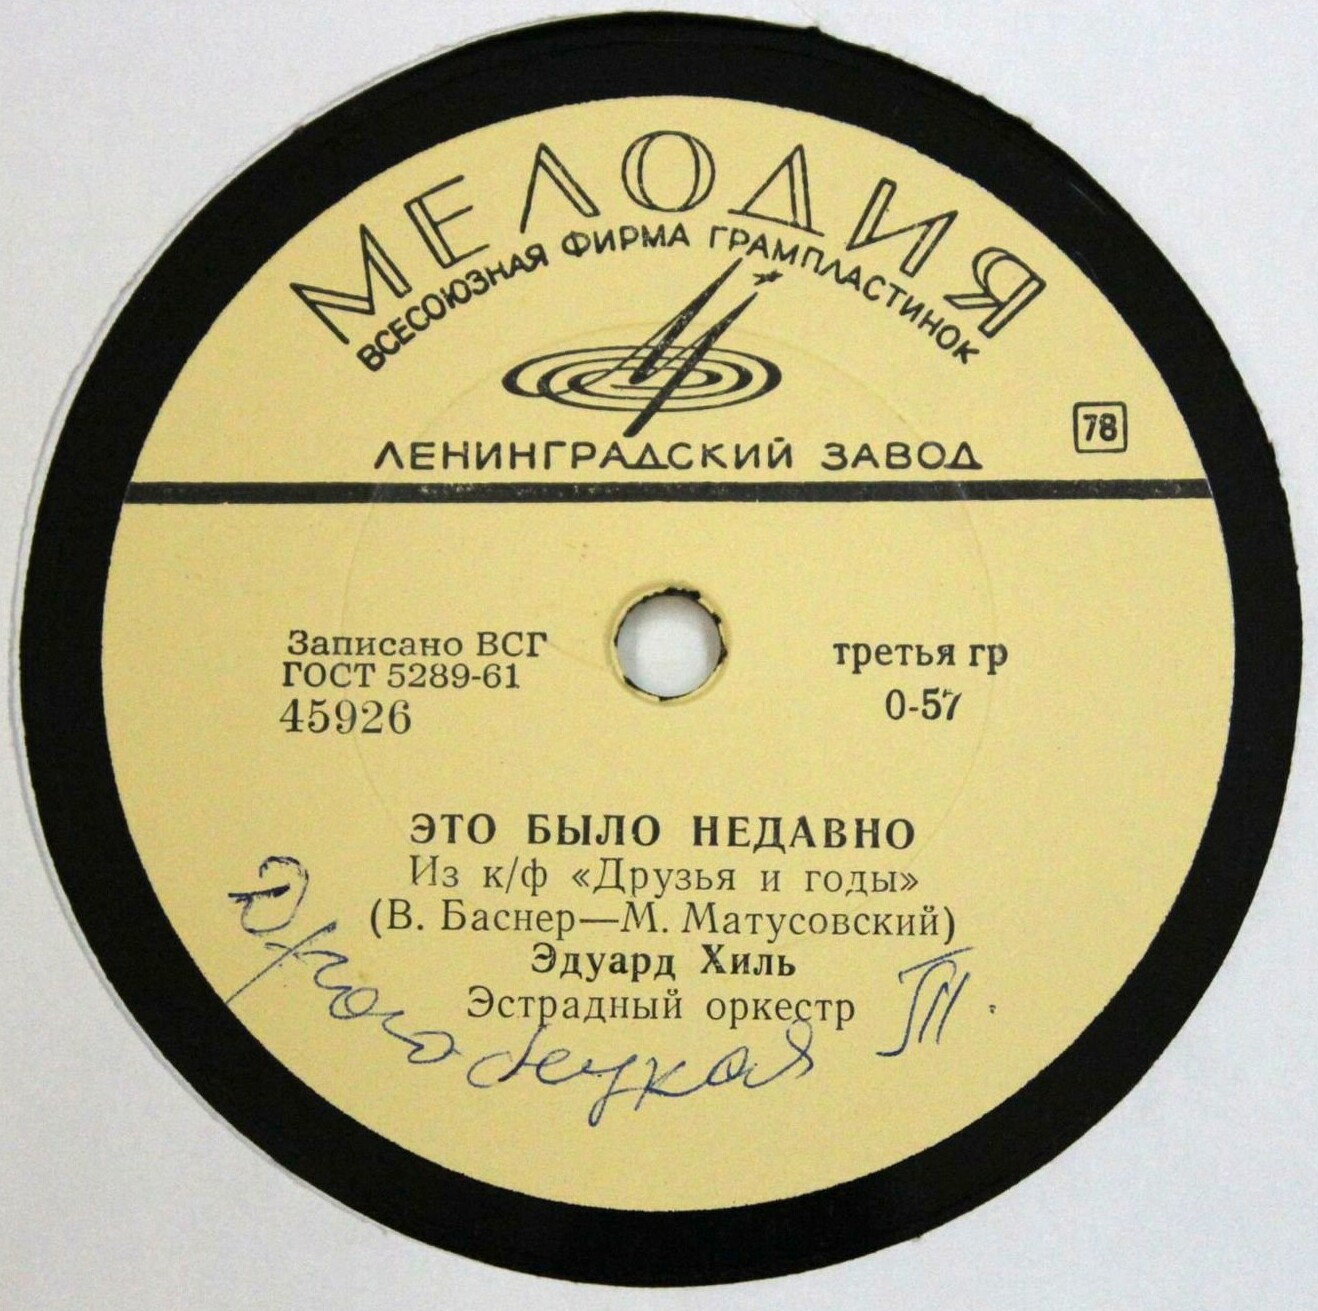 МЕЛОДИЯ
ВСЕСОЮЗНАЯ ФИРМА ГРАМПЛАСТИНОК
78
ЛЕНИНГРАДСКИЙ ЗАВОД
Записано ВСГ
ГОСТ 5289-61
45926
третья гр
0-57
ЭТО БЫЛО НЕДАВНО
Из к/ф «Друзья и годы»
(В. Баснер—М. Матусовский)
Эдуард Хиль
Эстрадный оркестр
III.